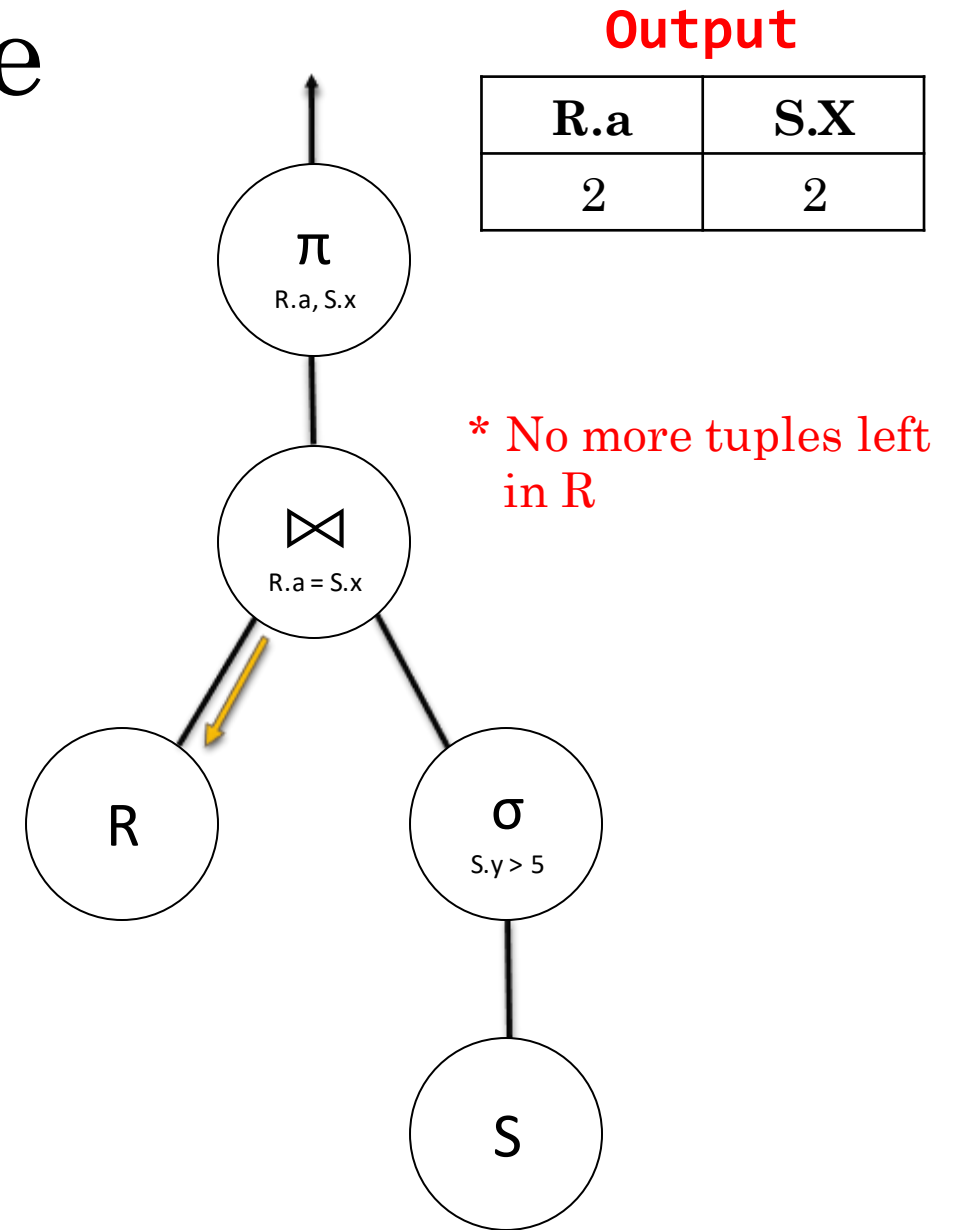 e
Output
R.a S.X
2 2
π
R.a, S.x
* No more tuples left
in R
⋈
R.a = S.x
R
σ
S.y > 5
S